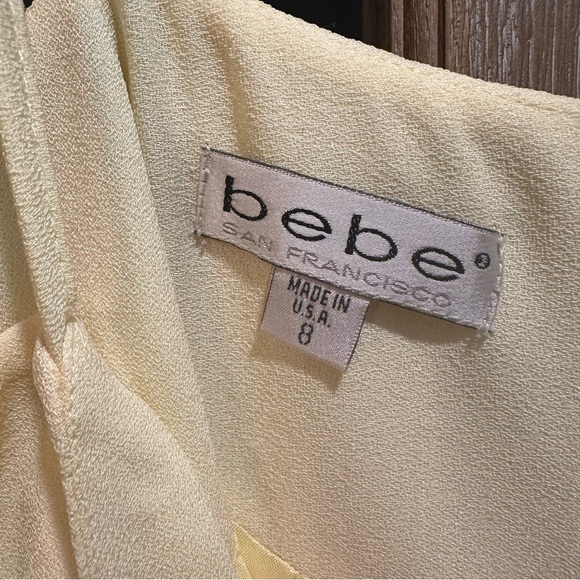 bebe®
SAN FRANCISCO
MADE IN
U.S.A.
8